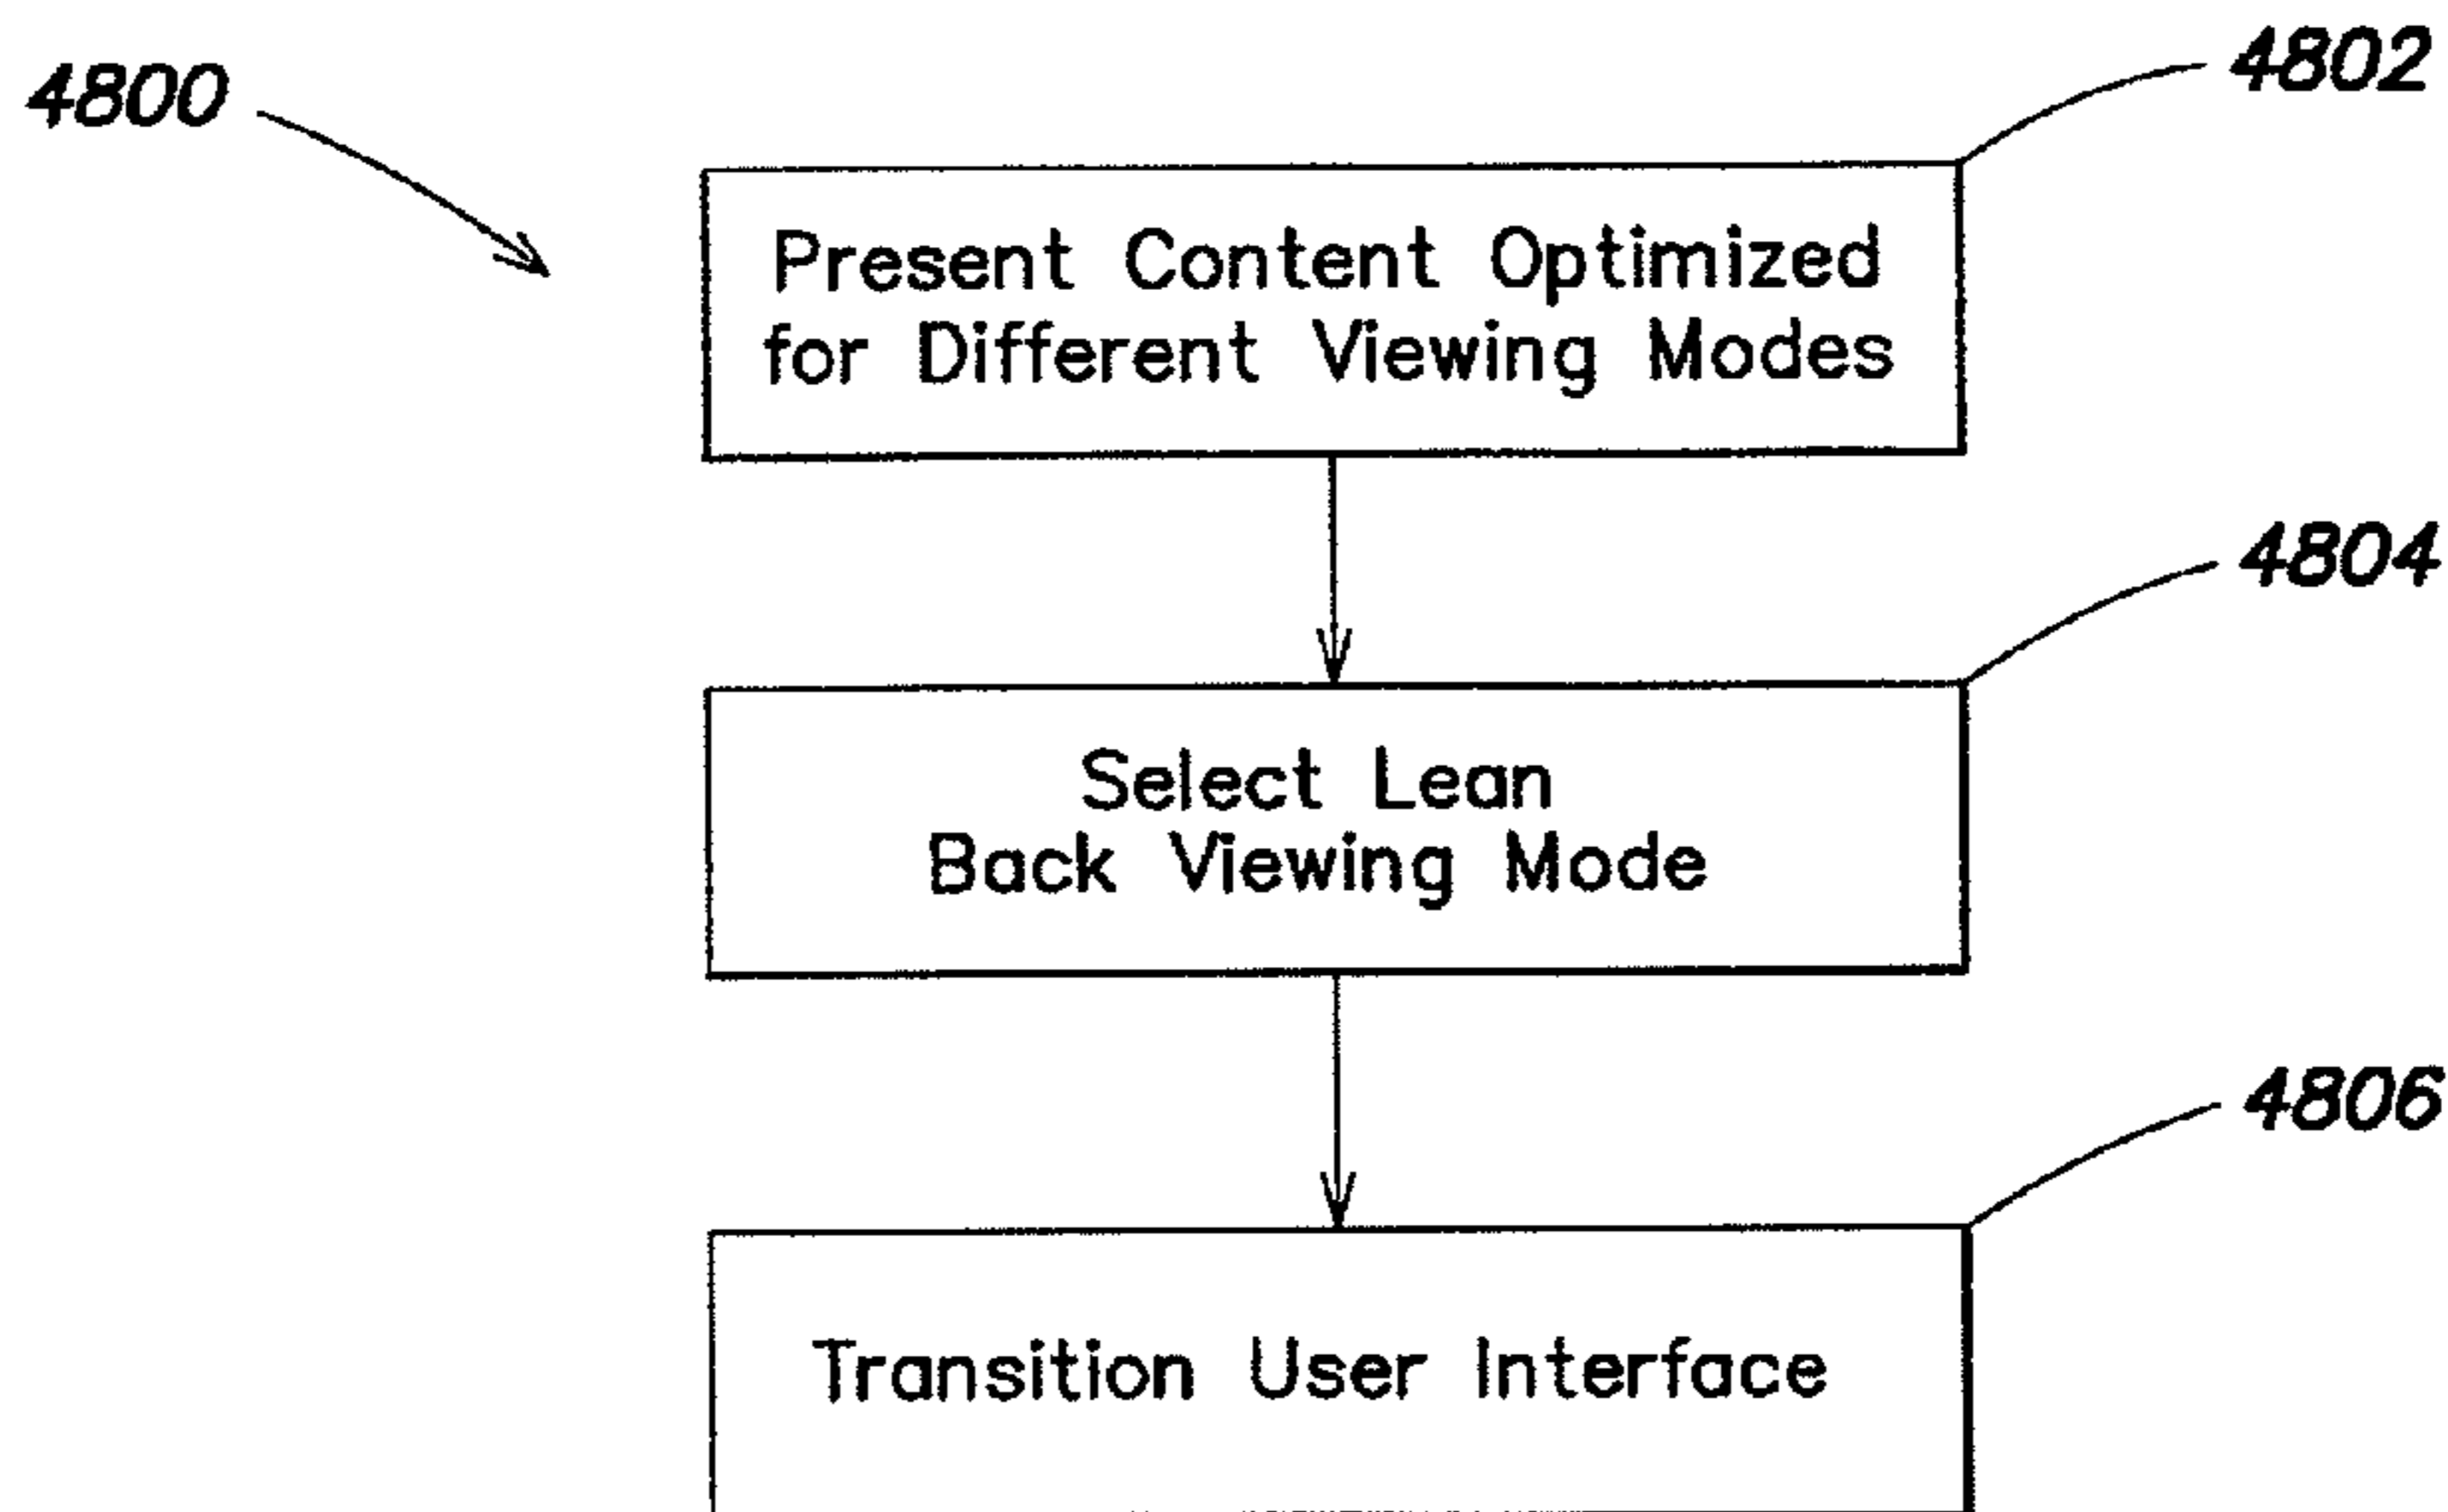 4800
4802
Present Content Optimized
for Different Viewing Modes
4804
Select Lean
Back Viewing Mode
4806
Transition User Interface